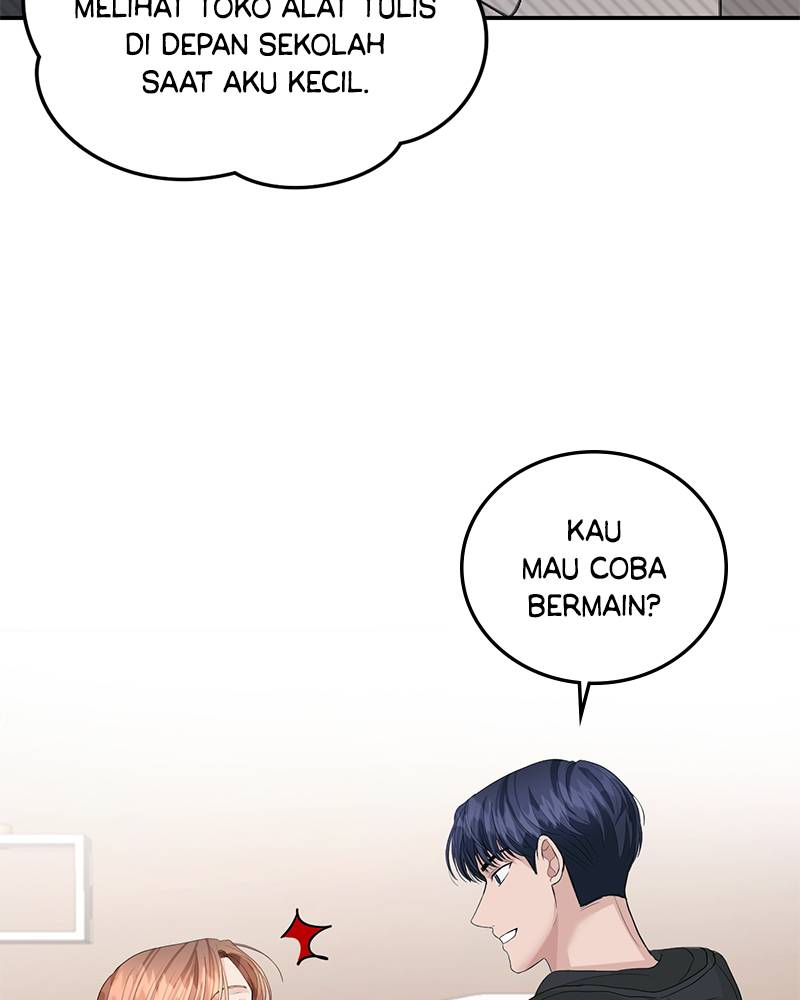 MELIHAT TOKO ALAT TULIS
DI DEPAN SEKOLAH
SAAT AKU KECIL.
KAU
MAU COBA
BERMAIN?